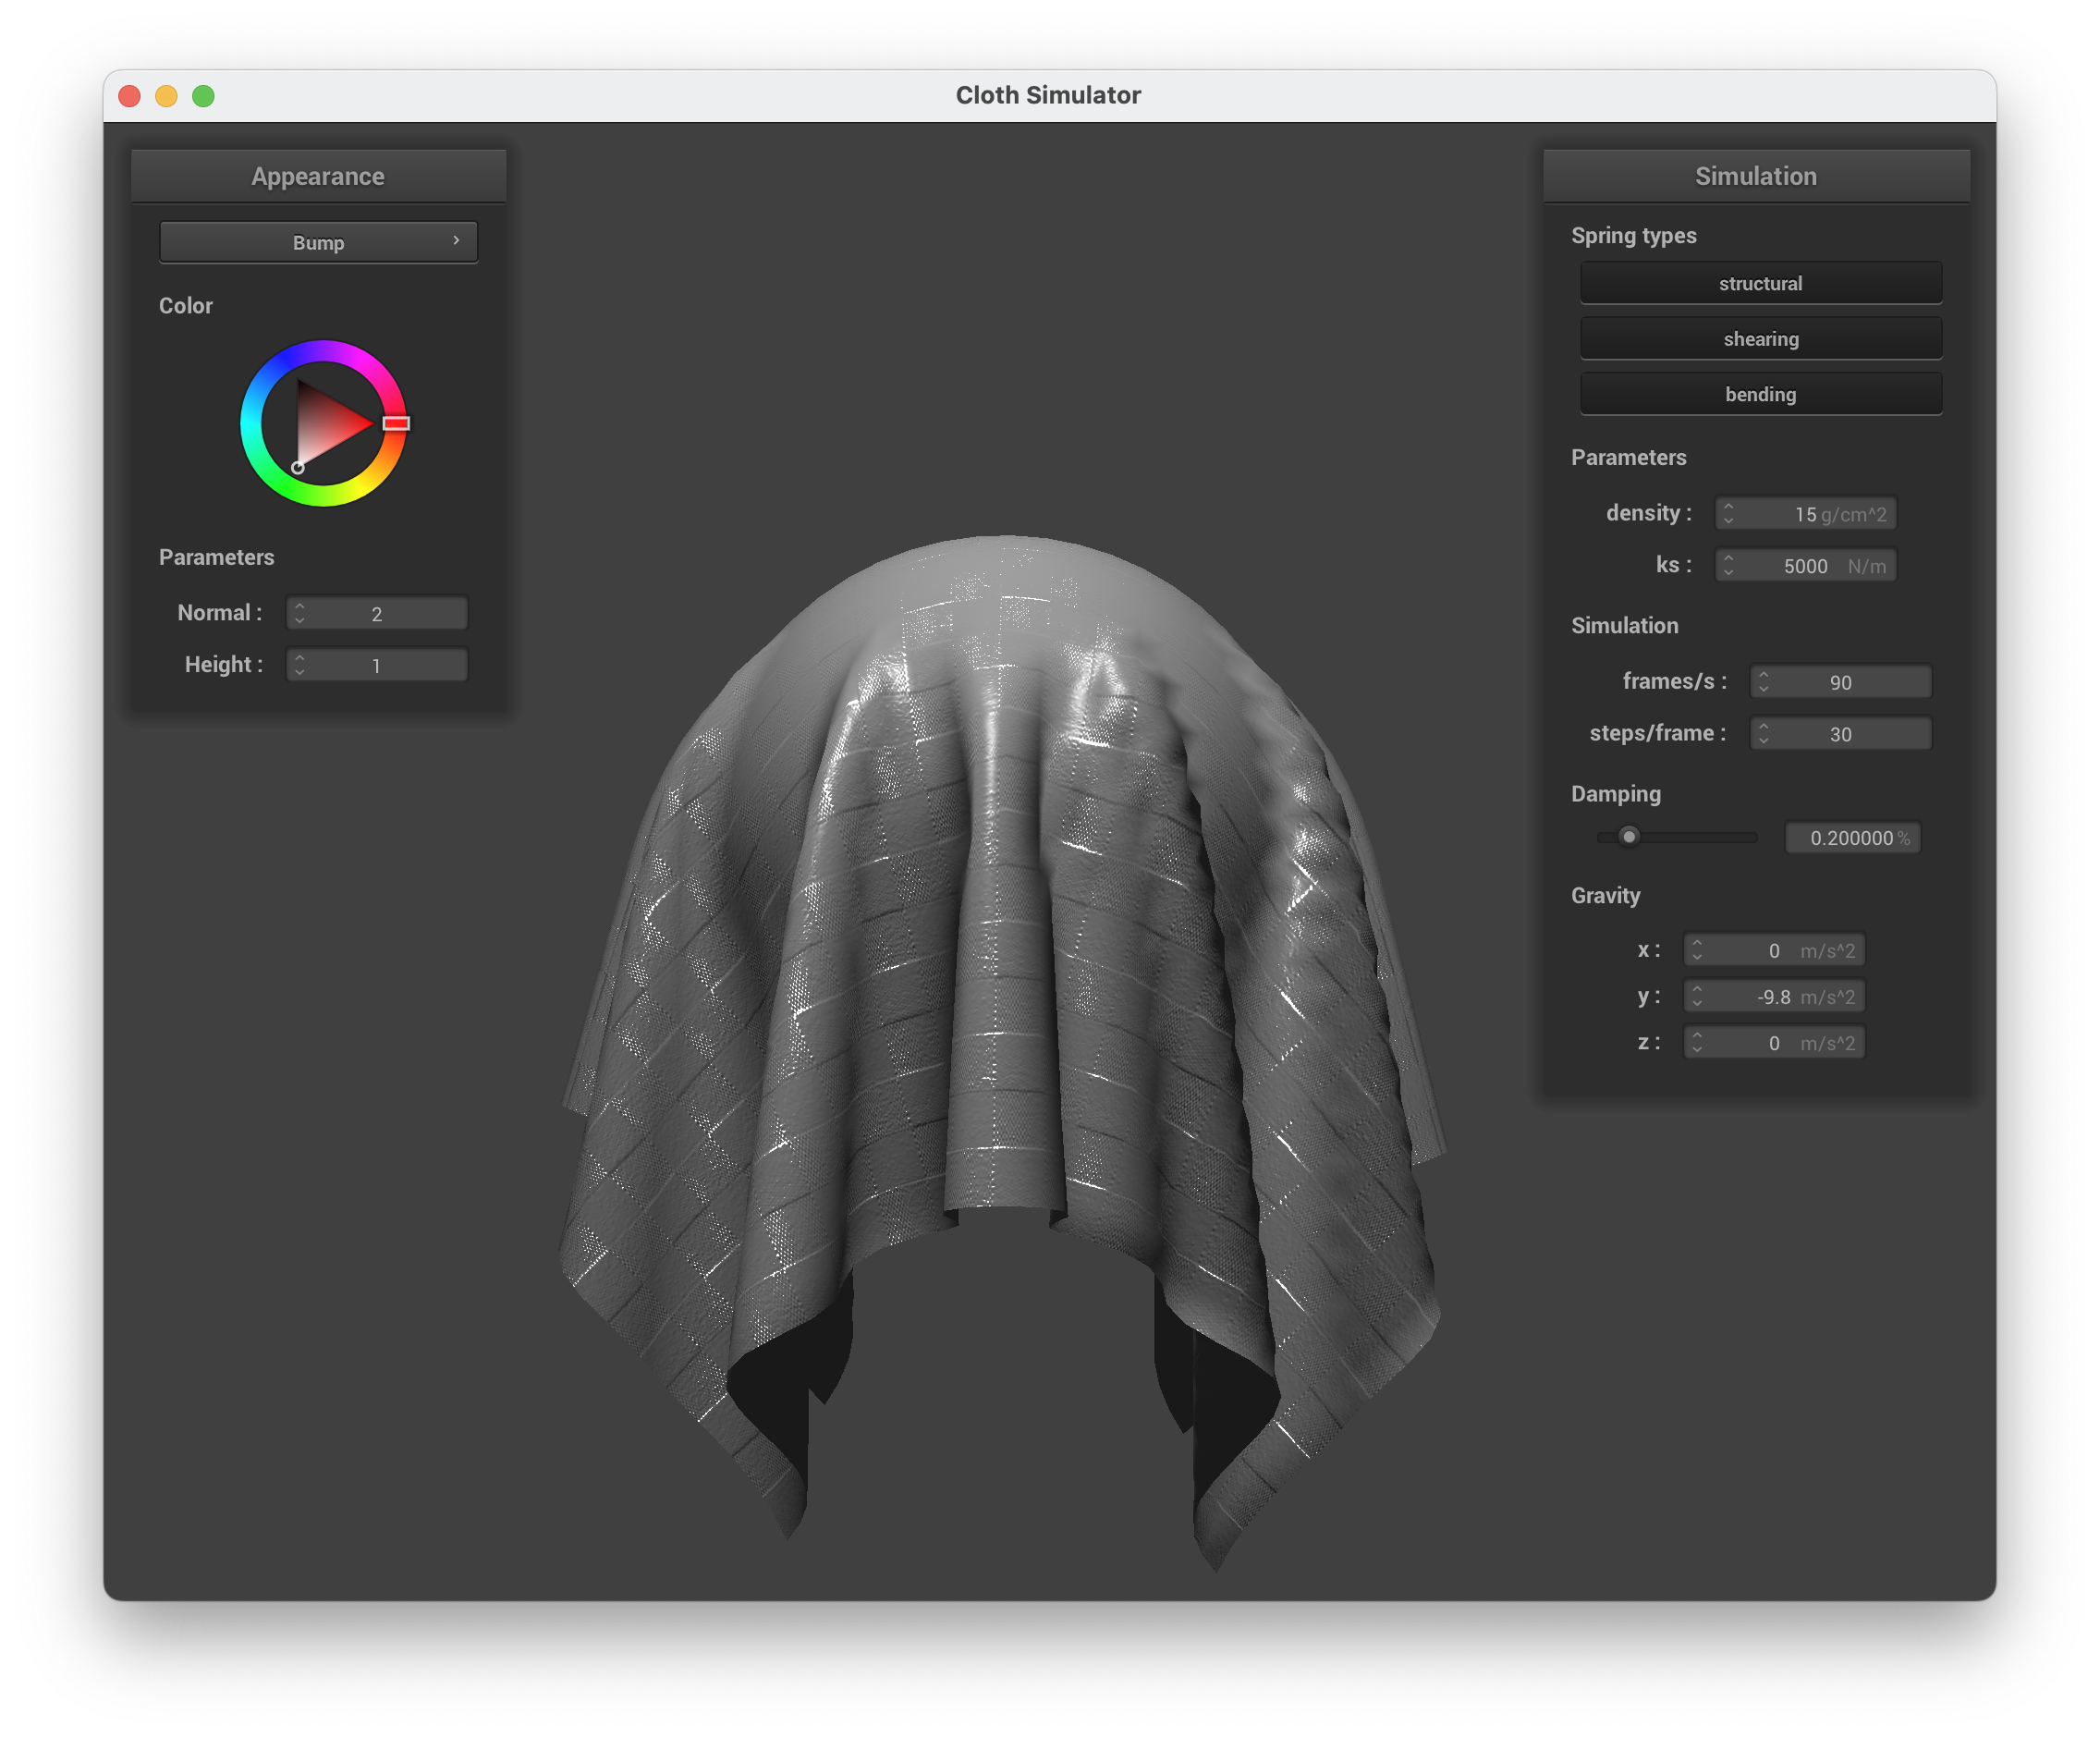 Cloth Simulator
Appearance
Bump
Color
Parameters
Normal : 2
Height : 1
Simulation
Spring types
structural
shearing
bending
Parameters
density : 15 g/cm^2
ks : 5000 N/m
Simulation
frames/s : 90
steps/frame : 30
Damping
0.200000 %
Gravity
x : 0 m/s^2
y : -9.8 m/s^2
z : 0 m/s^2